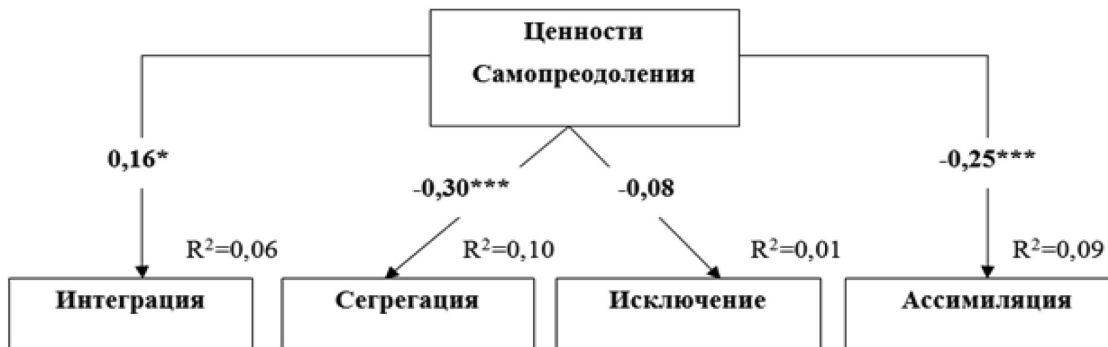 Ценности
Самопреодоления
0,16*
-0,30***
-0,08
-0,25***
R²=0,06
R²=0,10
R²=0,01
R²=0,09
Интеграция
Сегрегация
Исключение
Ассимиляция